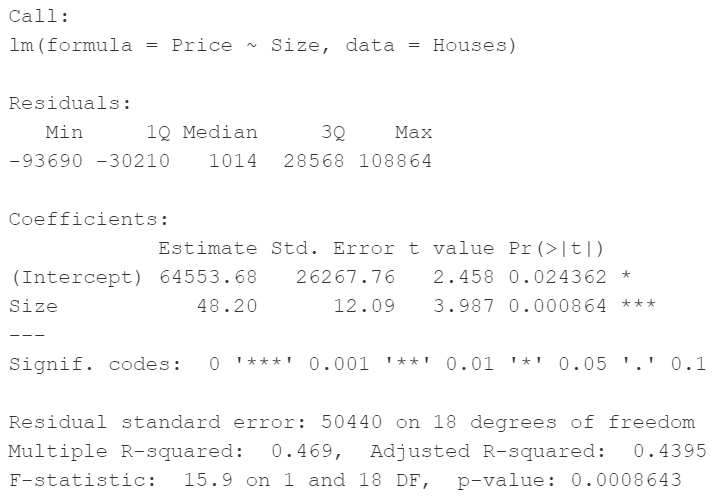 Call:
lm(formula = Price ~ Size, data = Houses)
Residuals:
Min 1Q Median 3Q Max
-93690 -30210 1014 28568 108864
Coefficients:
Estimate Std. Error t value Pr(>|t|)
(Intercept) 64553.68 26267.76 2.458 0.024362 *
Size 48.20 12.09 3.987 0.000864 ***
---
Signif. codes: 0 '***' 0.001 '**' 0.01 '*' 0.05 '.' 0.1
Residual standard error: 50440 on 18 degrees of freedom
Multiple R-squared: 0.469, Adjusted R-squared: 0.4395
F-statistic: 15.9 on 1 and 18 DF, p-value: 0.0008643